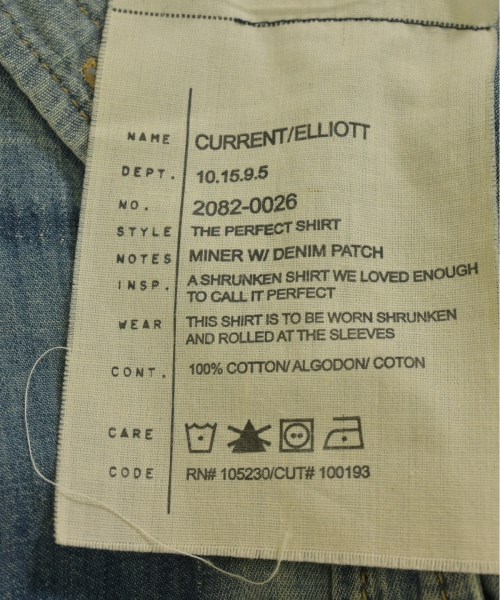 NAME CURRENT/ELLIOTT
DEPT. 10.15.9.5
NO. 2082-0026
STYLE THE PERFECT SHIRT
NOTES MINER W/ DENIM PATCH
INSP. A SHRUNKEN SHIRT WE LOVED ENOUGH
TO CALL IT PERFECT
WEAR THIS SHIRT IS TO BE WORN SHRUNKEN
AND ROLLED AT THE SLEEVES
CONT. 100% COTTON/ ALGODON/ COTON
CARE
CODE RN# 105230/CUT# 100193